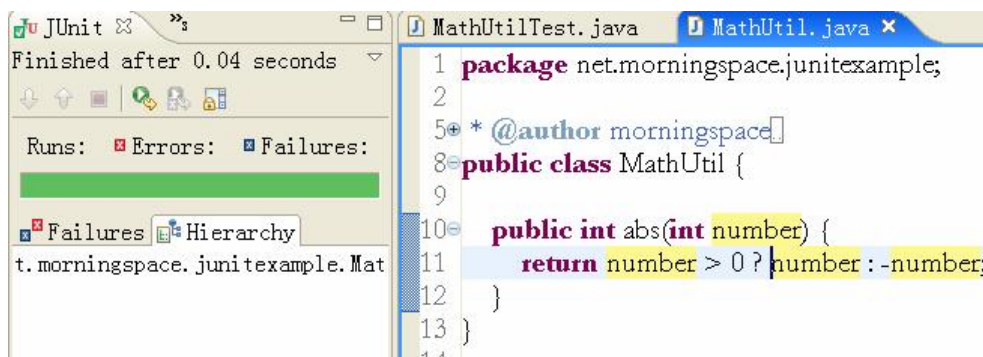 JUnit
»3
Finished after 0.04 seconds
Runs: Errors: Failures:
Failures Hierarchy
t.morningspace.junitexample.Mat
MathUtilTest.java MathUtil.java
1 package net.morningspace.junitexample;
2
5 * @author morningspace
8 public class MathUtil {
9
10 public int abs(int number) {
11 return number > 0 ? number : -number;
12 }
13 }